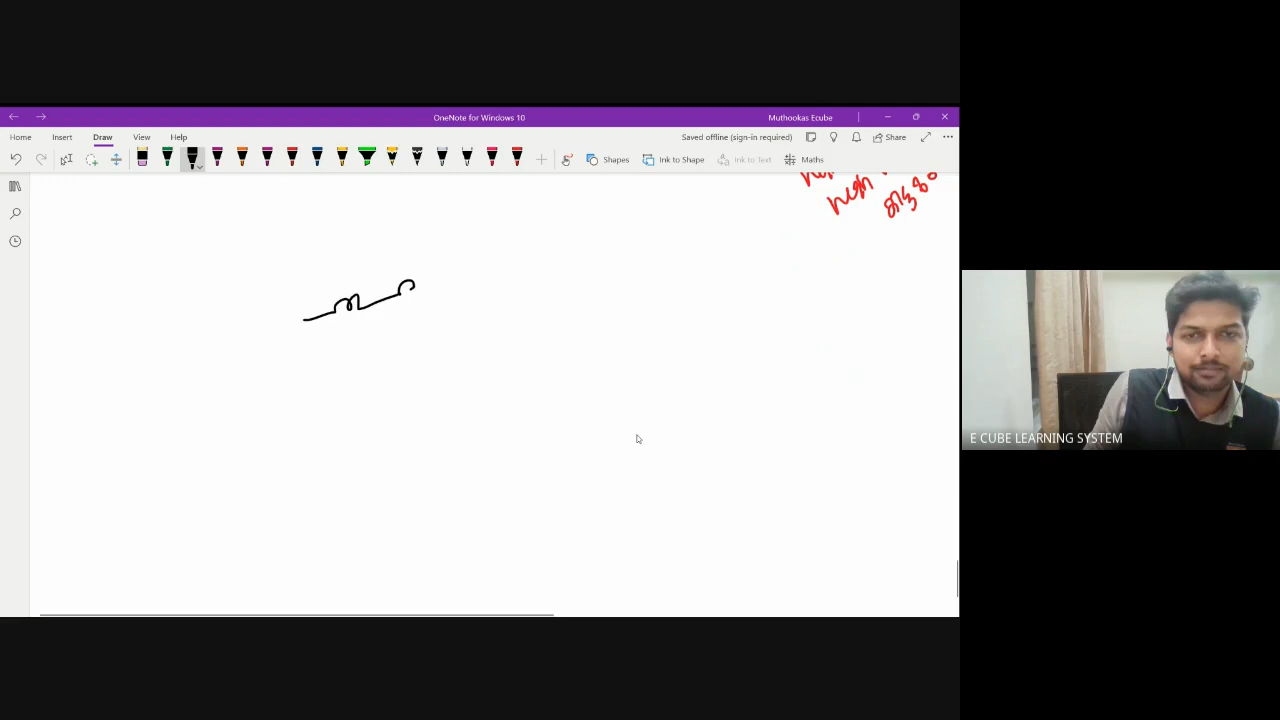 OneNote for Windows 10
Muthookas Ecube
Home Insert Draw View Help
Saved offline (sign-in required) Share
Shapes Ink to Shape Ink to Text Maths
E CUBE LEARNING SYSTEM